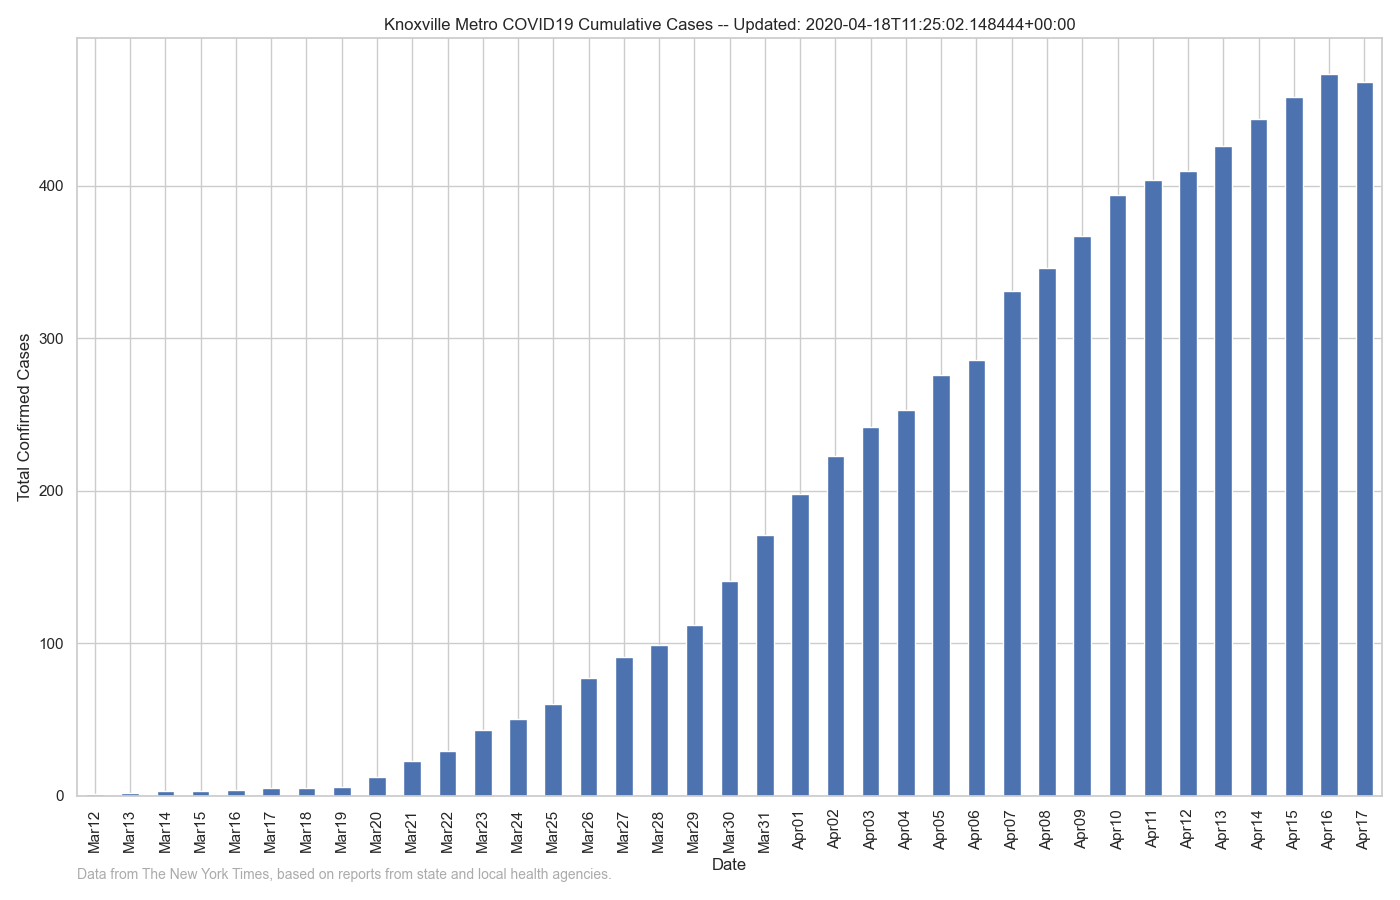 Knoxville Metro COVID19 Cumulative Cases -- Updated: 2020-04-18T11:25:02.148444+00:00
Total Confirmed Cases
400
300
200
100
0
Mar12
Mar13
Mar14
Mar15
Mar16
Mar17
Mar18
Mar19
Mar20
Mar21
Mar22
Mar23
Mar24
Mar25
Mar26
Mar27
Mar28
Mar29
Mar30
Mar31
Apr01
Apr02
Apr03
Apr04
Apr05
Apr06
Apr07
Apr08
Apr09
Apr10
Apr11
Apr12
Apr13
Apr14
Apr15
Apr16
Apr17
Date
Data from The New York Times, based on reports from state and local health agencies.